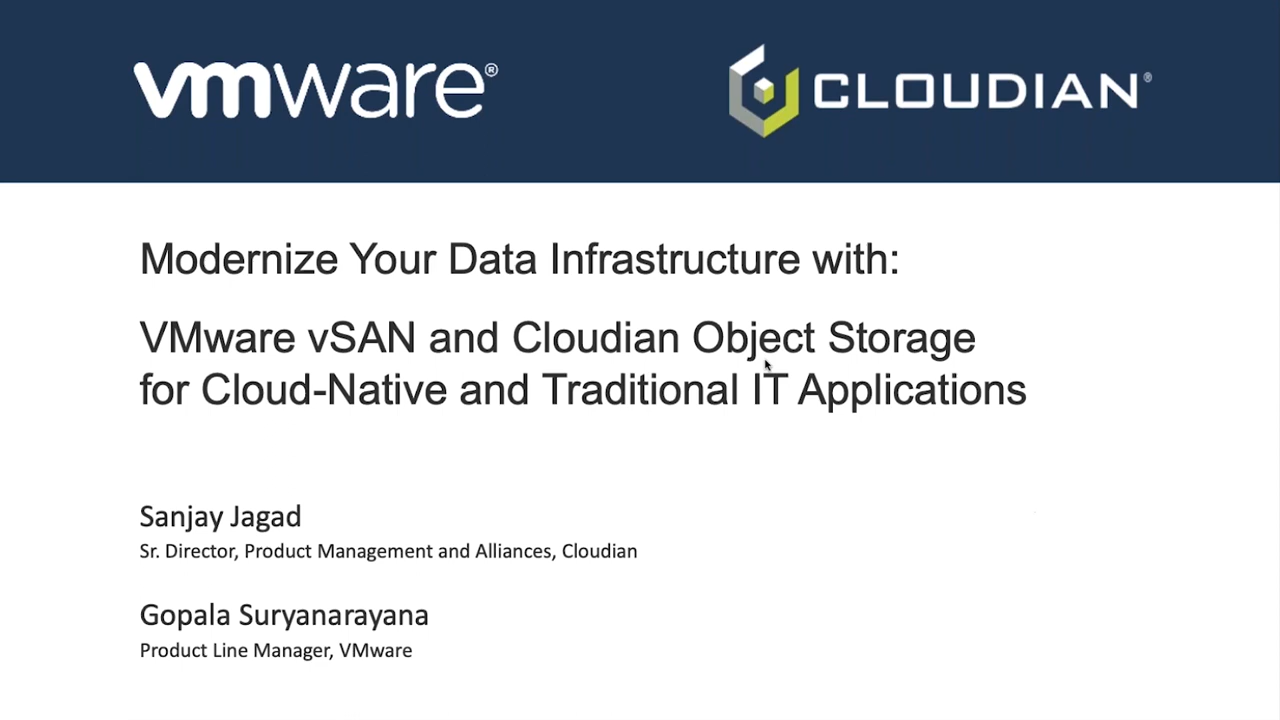 vmware®
CLOUDIAN®
Modernize Your Data Infrastructure with:
VMware vSAN and Cloudian Object Storage
for Cloud-Native and Traditional IT Applications
Sanjay Jagad
Sr. Director, Product Management and Alliances, Cloudian
Gopala Suryanarayana
Product Line Manager, VMware